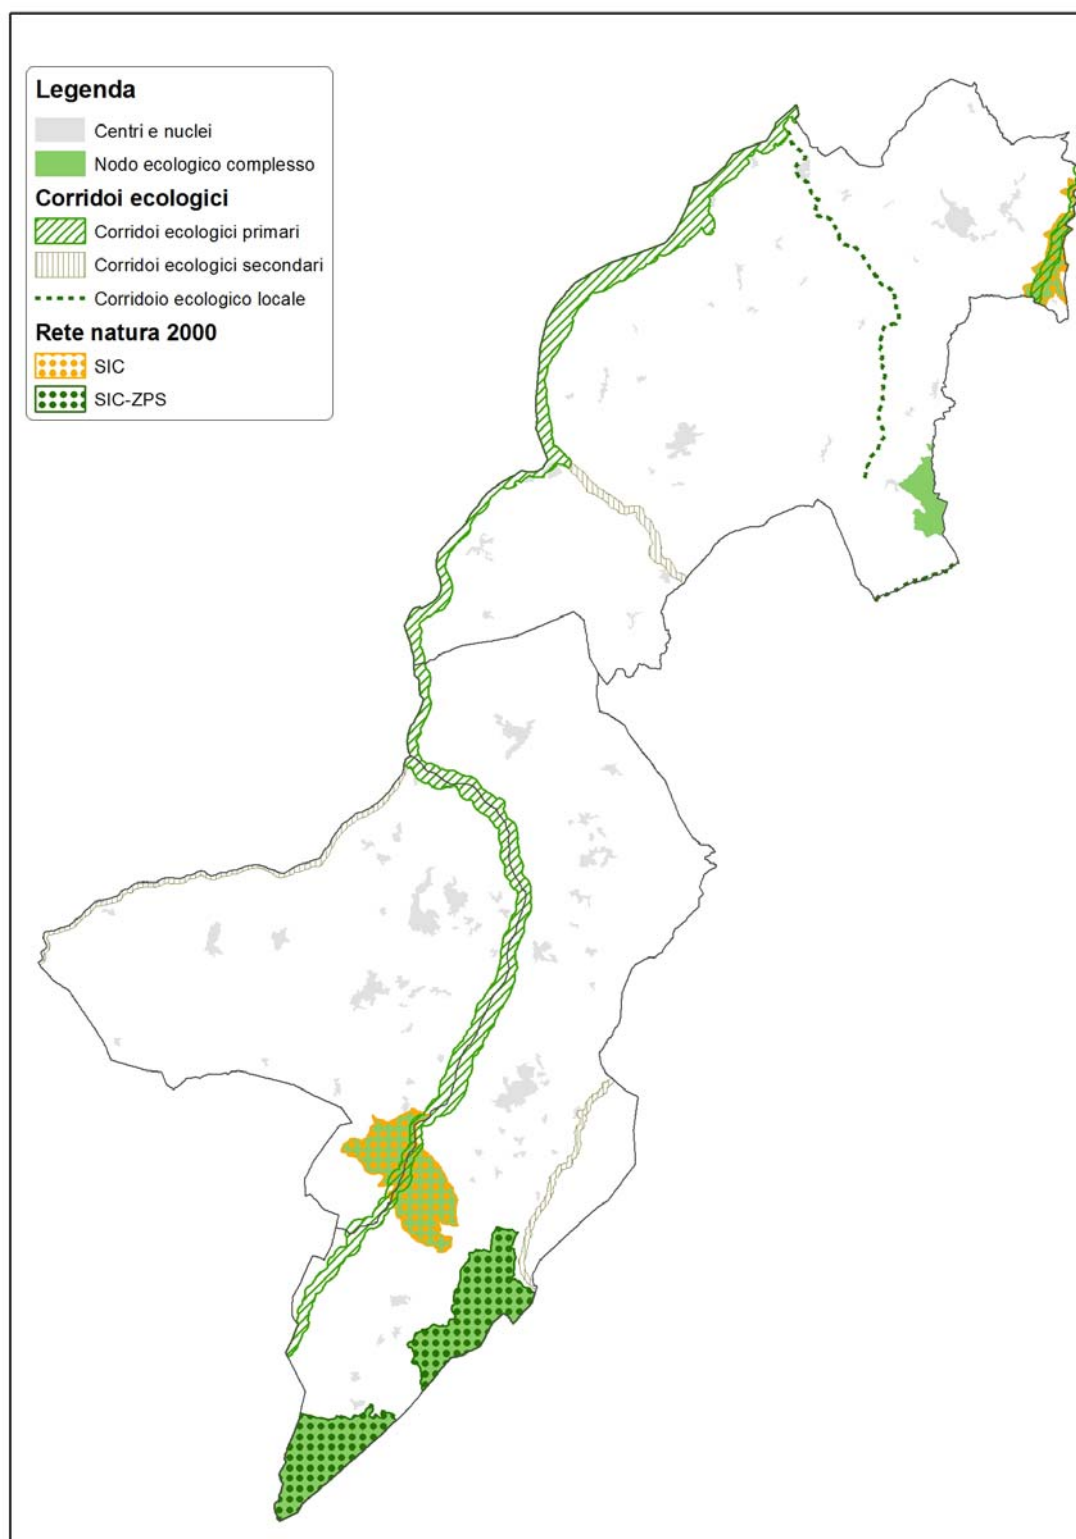 Legenda
Centri e nuclei
Nodo ecologico complesso
Corridoi ecologici
Corridoi ecologici primari
Corridoi ecologici secondari
Corridoio ecologico locale
Rete natura 2000
SIC
SIC-ZPS